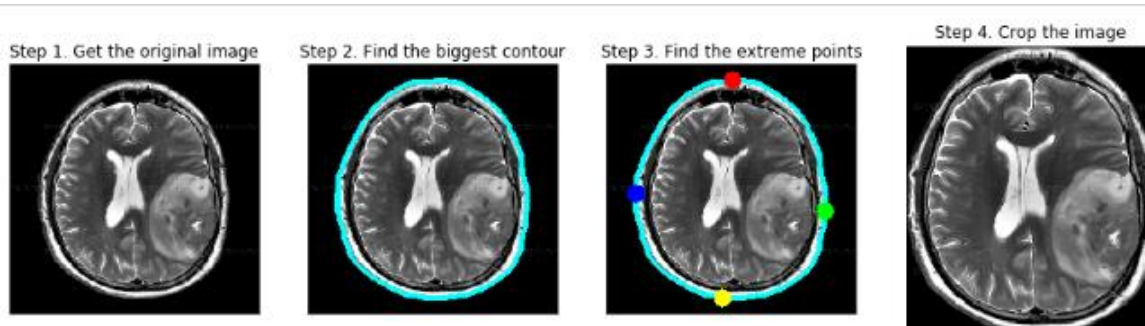 Step 1. Get the original image
Step 2. Find the biggest contour
Step 3. Find the extreme points
Step 4. Crop the image